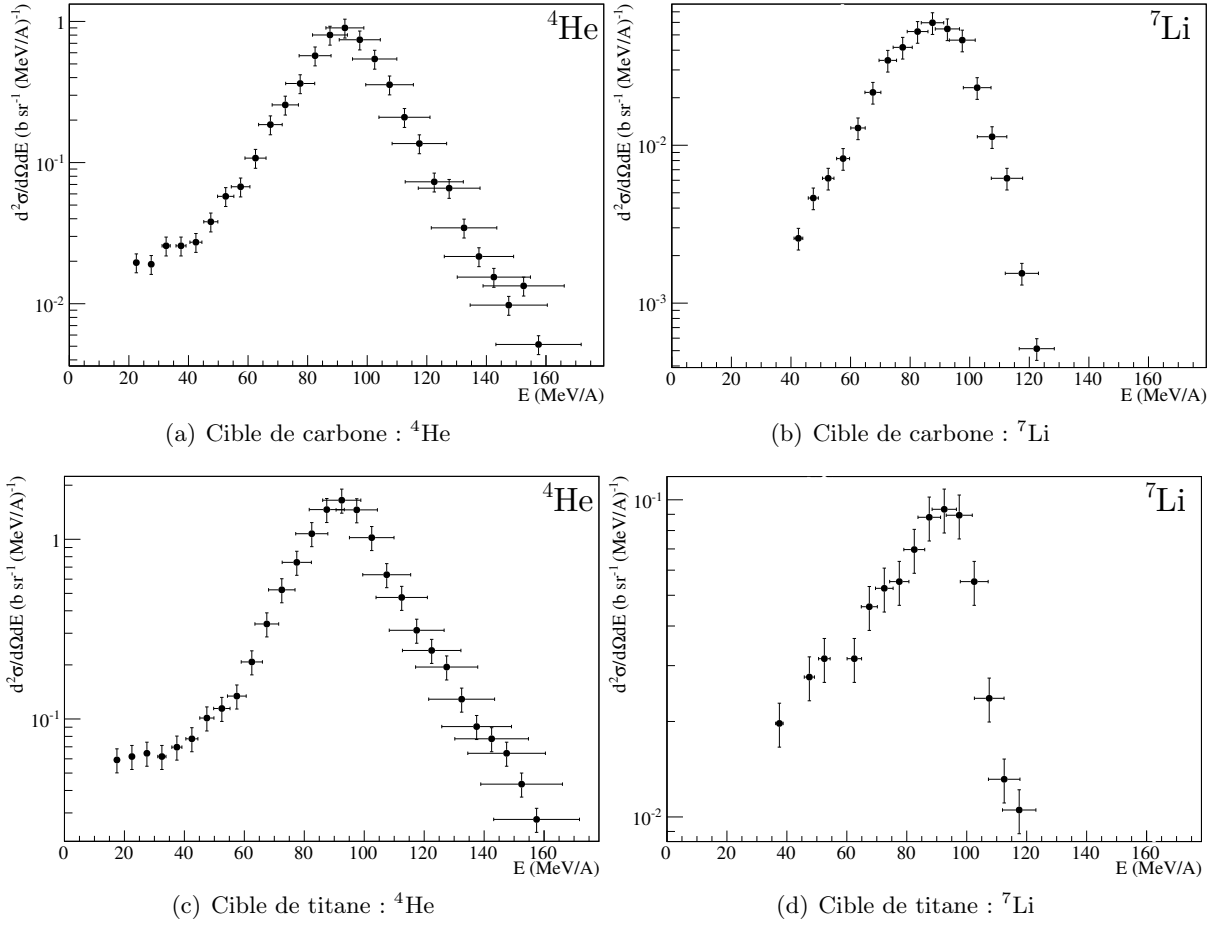 ⁴He
d²σ/dΩdE (b sr⁻¹ (MeV/A)⁻¹)
1
10⁻¹
10⁻²
0 20 40 60 80 100 120 140 160
E (MeV/A)
(a) Cible de carbone : ⁴He
⁷Li
d²σ/dΩdE (b sr⁻¹ (MeV/A)⁻¹)
10⁻²
10⁻³
0 20 40 60 80 100 120 140 160
E (MeV/A)
(b) Cible de carbone : ⁷Li
⁴He
d²σ/dΩdE (b sr⁻¹ (MeV/A)⁻¹)
1
10⁻¹
0 20 40 60 80 100 120 140 160
E (MeV/A)
(c) Cible de titane : ⁴He
⁷Li
d²σ/dΩdE (b sr⁻¹ (MeV/A)⁻¹)
10⁻¹
10⁻²
0 20 40 60 80 100 120 140 160
E (MeV/A)
(d) Cible de titane : ⁷Li